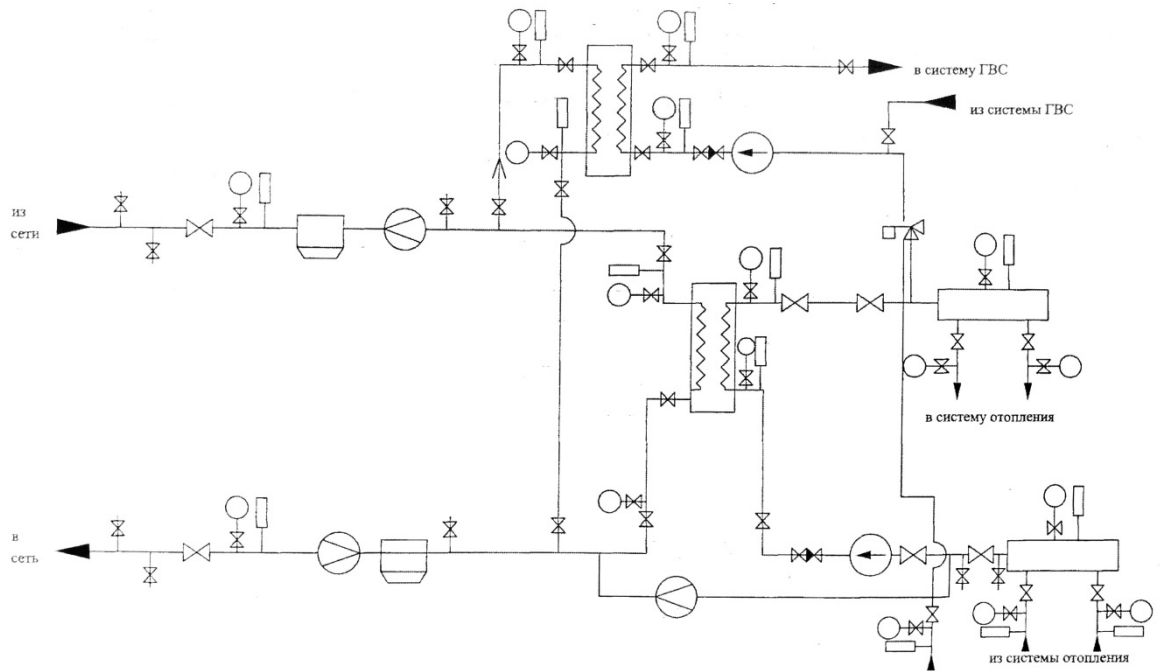 в систему ГВС
из системы ГВС
из
сети
в систему отопления
в
сеть
из системы отопления